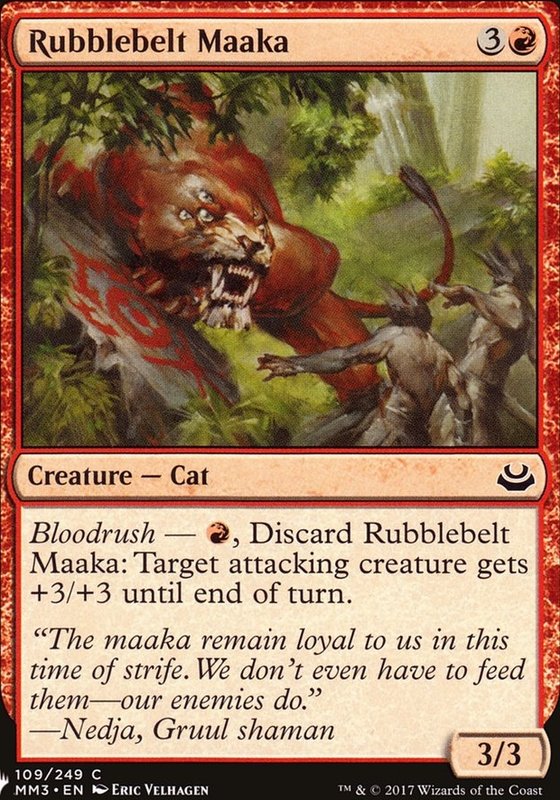 Rubblebelt Maaka 3
Creature — Cat
Bloodrush — , Discard Rubblebelt
Maaka: Target attacking creature gets
+3/+3 until end of turn.
“The maaka remain loyal to us in this
time of strife. We don’t even have to feed
them—our enemies do.”
—Nedja, Gruul shaman
3/3
109/249 C
MM3 • EN Eric Velhagen
™ & © 2017 Wizards of the Coast